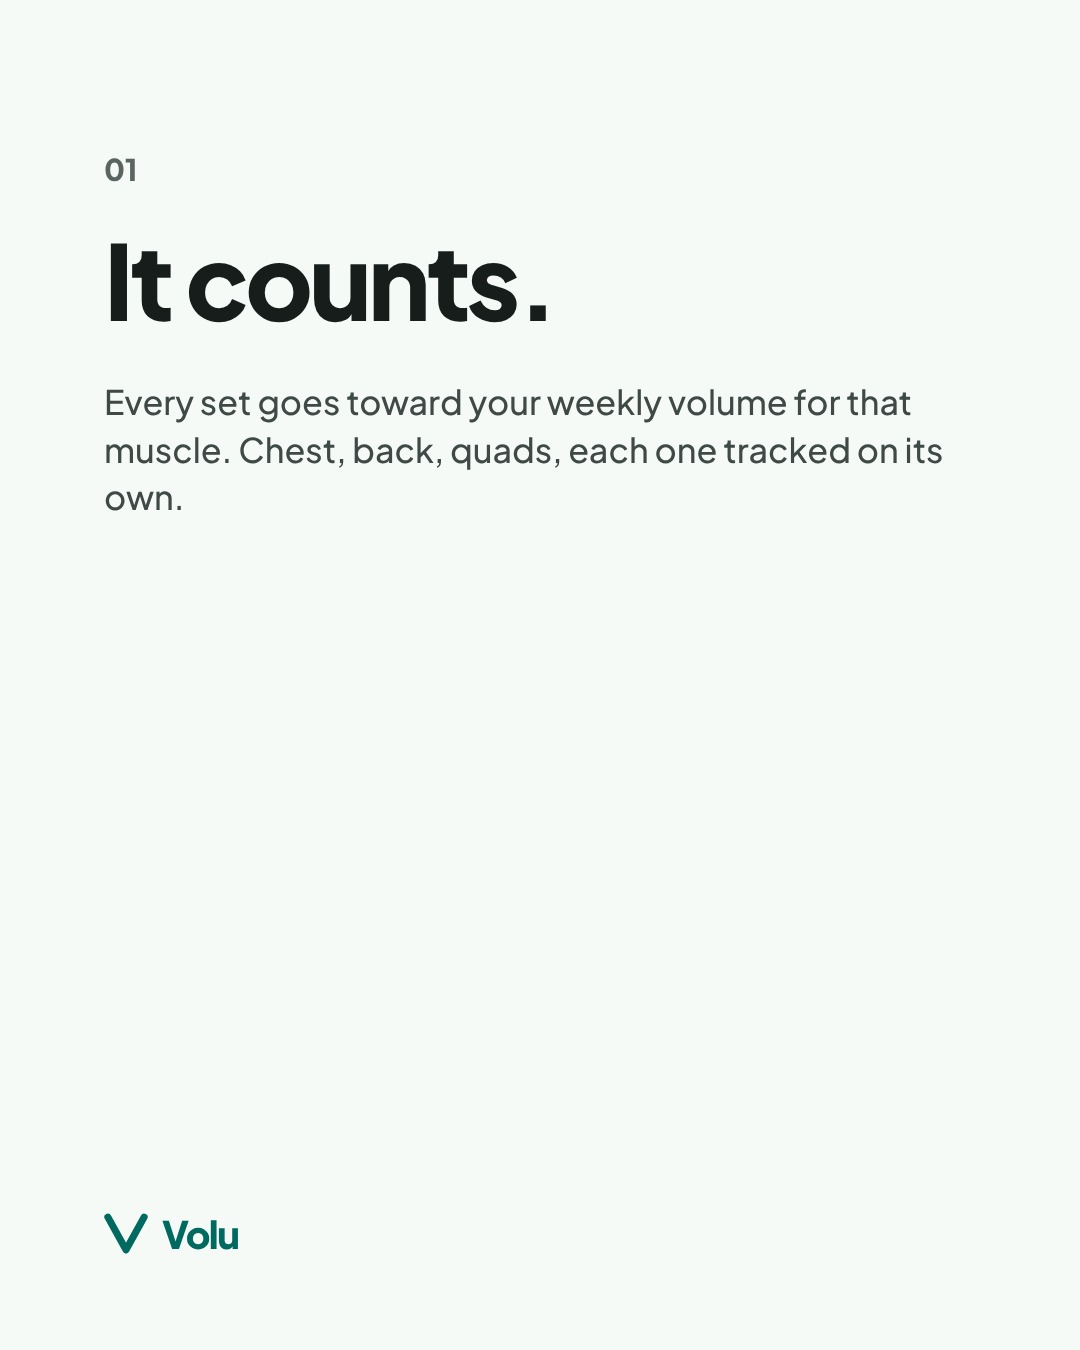 01
It counts.
Every set goes toward your weekly volume for that
muscle. Chest, back, quads, each one tracked on its
own.
Volu